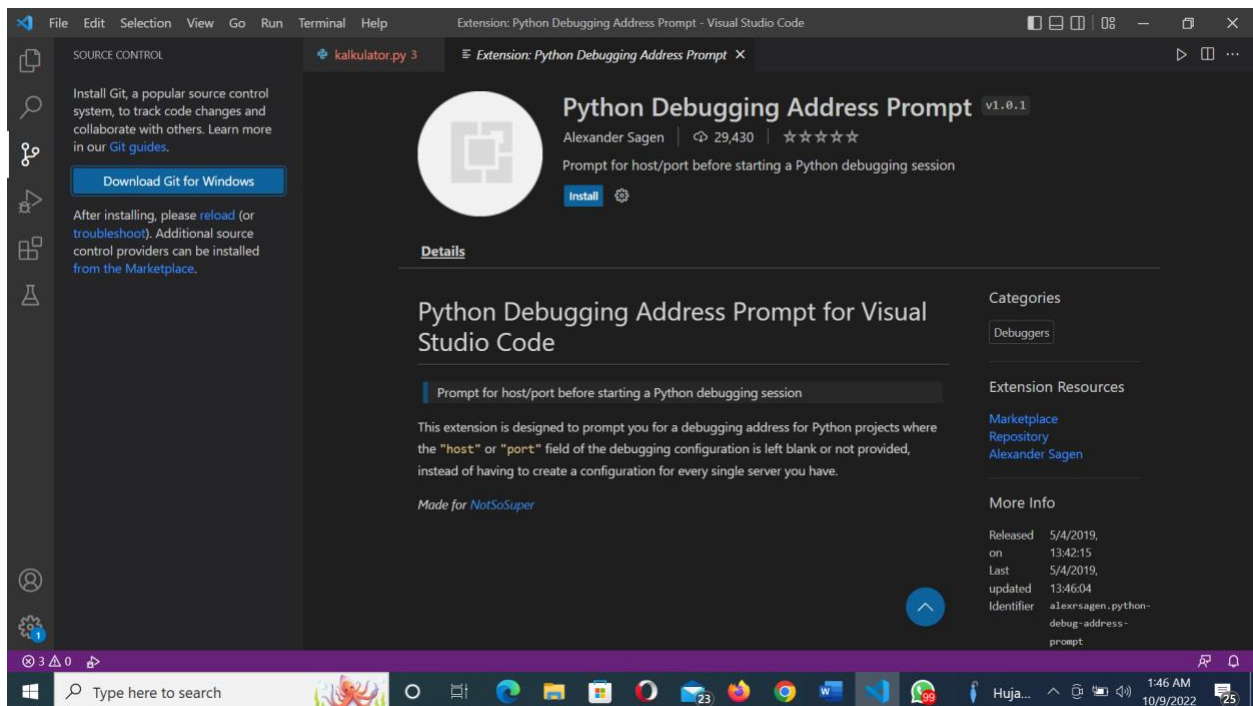 File Edit Selection View Go Run Terminal Help
Extension: Python Debugging Address Prompt - Visual Studio Code
SOURCE CONTROL
Install Git, a popular source control
system, to track code changes and
collaborate with others. Learn more
in our Git guides.
Download Git for Windows
After installing, please reload (or
troubleshoot). Additional source
control providers can be installed
from the Marketplace.
kalkulator.py 3
Extension: Python Debugging Address Prompt
Python Debugging Address Prompt v1.0.1
Alexander Sagen 29,430
Prompt for host/port before starting a Python debugging session
Install
Details
Python Debugging Address Prompt for Visual
Studio Code
Prompt for host/port before starting a Python debugging session
This extension is designed to prompt you for a debugging address for Python projects where
the "host" or "port" field of the debugging configuration is left blank or not provided,
instead of having to create a configuration for every single server you have.
Made for NotSoSuper
Categories
Debuggers
Extension Resources
Marketplace
Repository
Alexander Sagen
More Info
Released 5/4/2019,
on 13:42:15
Last 5/4/2019,
updated 13:46:04
Identifier alexrsagen.python-
debug-address-
prompt
1
3 0
Type here to search
23
99
Huja...
1:46 AM
10/9/2022
25